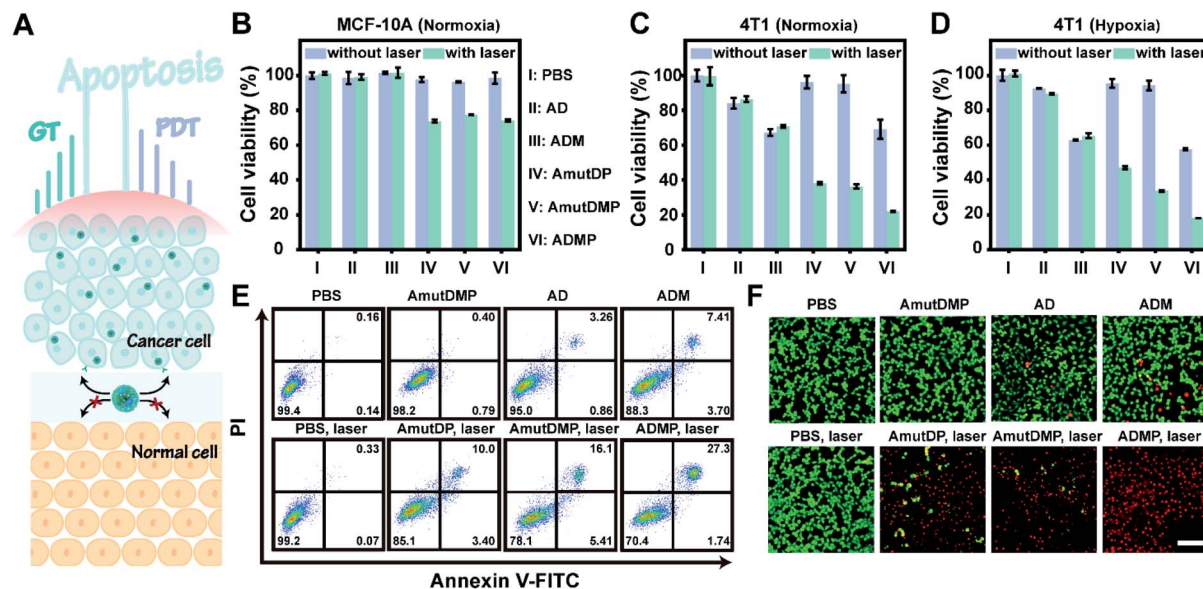 A
Apoptosis
GT
PDT
Cancer cell
Normal cell
B
MCF-10A (Normoxia)
without laser
with laser
Cell viability (%)
100
80
60
40
20
0
I
II
III
IV
V
VI
I: PBS
II: AD
III: ADM
IV: AmutDP
V: AmutDMP
VI: ADMP
C
4T1 (Normoxia)
without laser
with laser
Cell viability (%)
100
80
60
40
20
0
I
II
III
IV
V
VI
D
4T1 (Hypoxia)
without laser
with laser
Cell viability (%)
100
80
60
40
20
0
I
II
III
IV
V
VI
E
PBS
0.16
99.4
0.14
AmutDMP
0.40
98.2
0.79
AD
3.26
95.0
0.86
ADM
7.41
88.3
3.70
PBS, laser
0.33
99.2
0.07
AmutDP, laser
10.0
85.1
3.40
AmutDMP, laser
16.1
78.1
5.41
ADMP, laser
27.3
70.4
1.74
PI
Annexin V-FITC
F
PBS
AmutDMP
AD
ADM
PBS, laser
AmutDP, laser
AmutDMP, laser
ADMP, laser